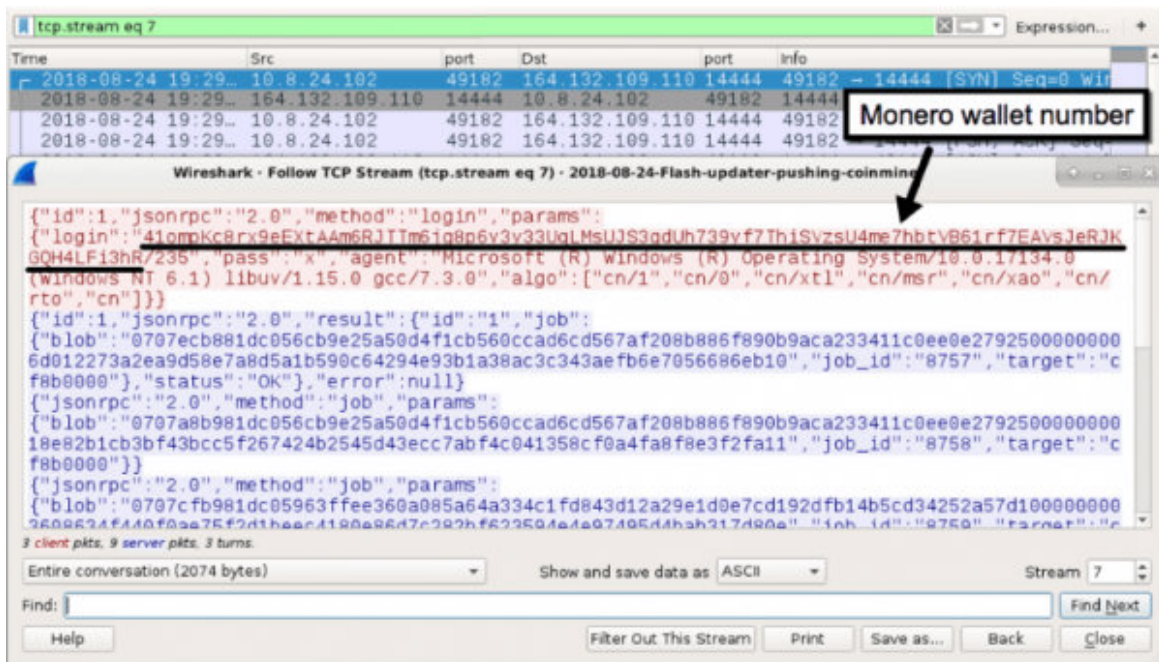 tcp.stream eq 7
Expression...
+
Time Src port Dst port Info
2018-08-24 19:29… 10.8.24.102 49182 164.132.109.110 14444 49182 → 14444 [SYN] Seq=0 Win
2018-08-24 19:29… 164.132.109.110 14444 10.8.24.102 49182 14444
2018-08-24 19:29… 10.8.24.102 49182 164.132.109.110 14444 49182
2018-08-24 19:29… 10.8.24.102 49182 164.132.109.110 14444 49182 → 14444 [PSH, ACK] Seq=
Monero wallet number
Wireshark · Follow TCP Stream (tcp.stream eq 7) · 2018-08-24-Flash-updater-pushing-coinmine
{"id":1,"jsonrpc":"2.0","method":"login","params":
{"login":"
/235","pass":"x","agent":"Microsoft (R) Windows (R) Operating System/10.0.17134.0
(Windows NT 6.1) libuv/1.15.0 gcc/7.3.0","algo":["cn/1","cn/0","cn/xtl","cn/msr","cn/xao","cn/
rto","cn"]}}
{"id":1,"jsonrpc":"2.0","result":{"id":"1","job":
{"blob":"0707ecb881dc056cb9e25a50d4f1cb560ccad6cd567af208b886f890b9aca233411c0ee0e2792500000000
6d012273a2ea9d58e7a8d5a1b590c64294e93b1a38ac3c343aefb6e7056686eb10","job_id":"8757","target":"c
f8b0000"},"status":"OK"},"error":null}
{"jsonrpc":"2.0","method":"job","params":
{"blob":"0707a8b981dc056cb9e25a50d4f1cb560ccad6cd567af208b886f890b9aca233411c0ee0e2792500000000
18e82b1cb3bf43bcc5f267424b2545d43ecc7abf4c041358cf0a4fa8f8e3f2fa11","job_id":"8758","target":"c
f8b0000"}}
{"jsonrpc":"2.0","method":"job","params":
{"blob":"0707cfb981dc05963ffee360a085a64a334c1fd843d12a29e1d0e7cd192dfb14b5cd34252a57d100000000
"job_id":"8759","target":"c
3 client pkts, 9 server pkts, 3 turns.
Entire conversation (2074 bytes)
Show and save data as ASCII
Stream 7
Find:
Find Next
Help
Filter Out This Stream
Print
Save as...
Back
Close